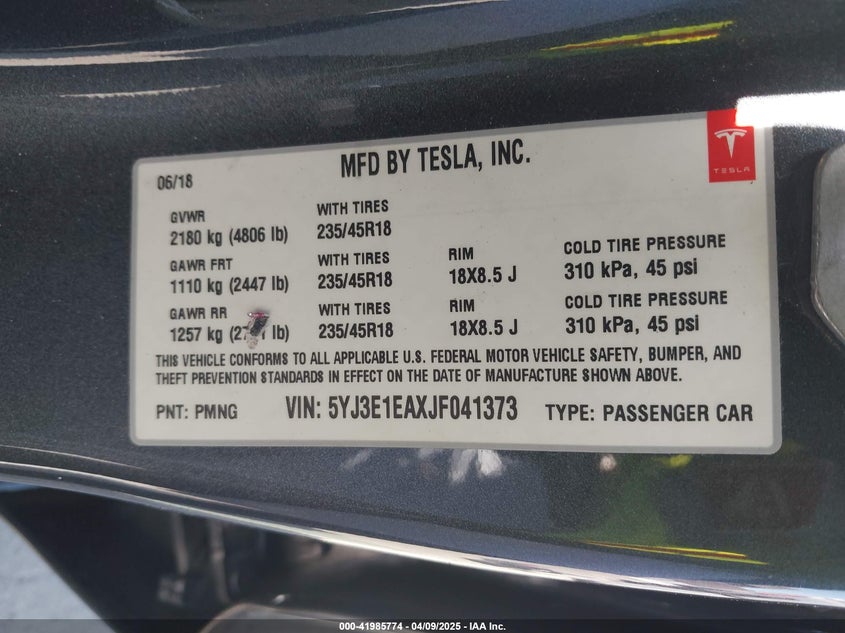 MFD BY TESLA, INC.
TESLA
06/18
GVWR
2180 kg (4806 lb)
WITH TIRES
235/45R18
GAWR FRT
1110 kg (2447 lb)
WITH TIRES
235/45R18
RIM
18X8.5 J
COLD TIRE PRESSURE
310 kPa, 45 psi
GAWR RR
1257 kg lb)
WITH TIRES
235/45R18
RIM
18X8.5 J
COLD TIRE PRESSURE
310 kPa, 45 psi
THIS VEHICLE CONFORMS TO ALL APPLICABLE U.S. FEDERAL MOTOR VEHICLE SAFETY, BUMPER, AND
THEFT PREVENTION STANDARDS IN EFFECT ON THE DATE OF MANUFACTURE SHOWN ABOVE.
PNT: PMNG
VIN: 5YJ3E1EAXJF041373
TYPE: PASSENGER CAR
000-41985774 - 04/09/2025 - IAA Inc.